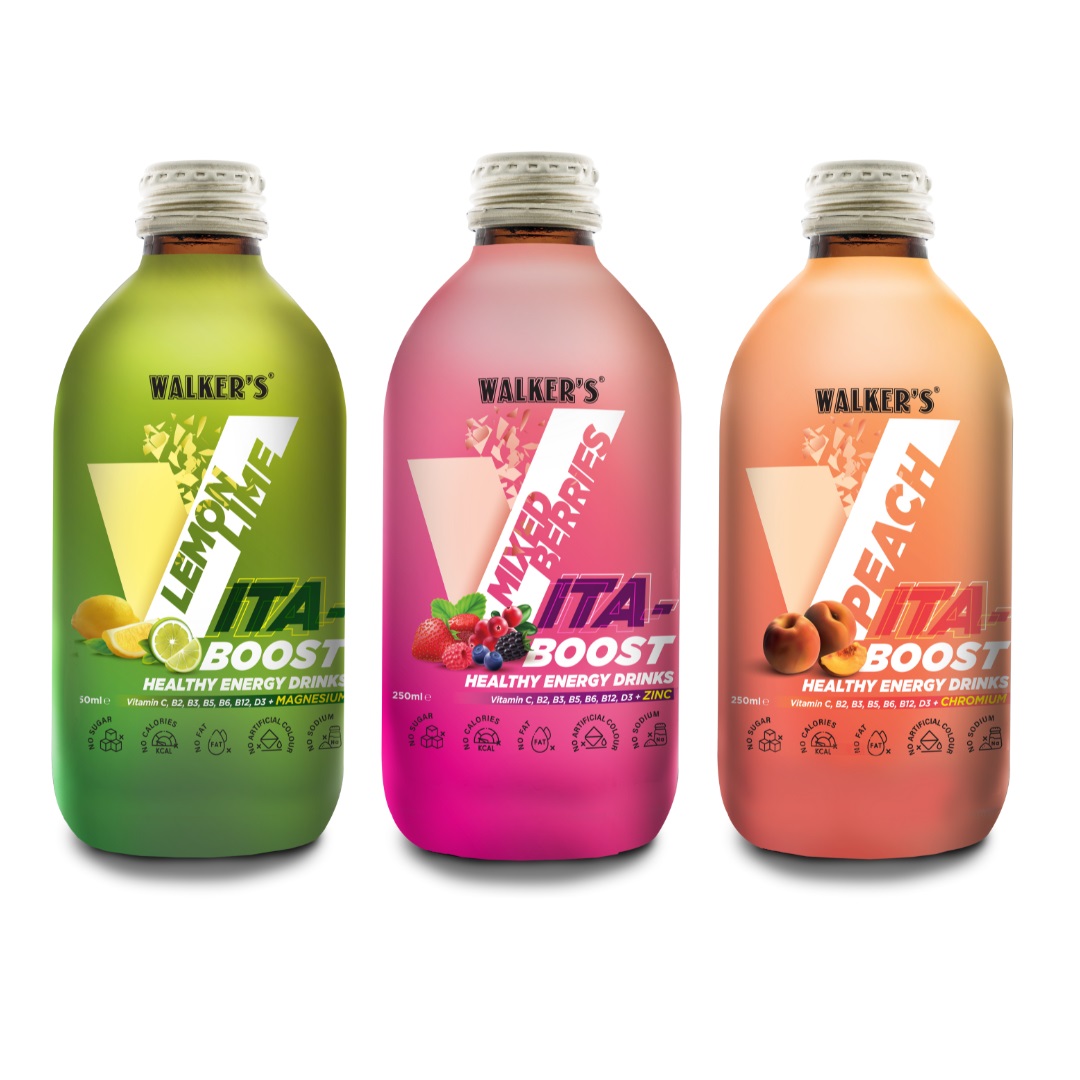 WALKER'S®
LEMON
LIME
VITA-
BOOST
HEALTHY ENERGY DRINKS
50ml e
Vitamin C, B2, B3, B5, B6, B12, D3 + MAGNESIUM
NO SUGAR
NO CALORIES
KCAL
NO FAT
FAT
NO ARTIFICIAL COLOUR
NO SODIUM
WALKER'S®
MIXED
BERRIES
VITA-
BOOST
HEALTHY ENERGY DRINKS
250ml e
Vitamin C, B2, B3, B5, B6, B12, D3 + ZINC
NO SUGAR
NO CALORIES
KCAL
NO FAT
FAT
NO ARTIFICIAL COLOUR
NO SODIUM
WALKER'S®
PEACH
VITA-
BOOST
HEALTHY ENERGY DRINKS
250ml e
Vitamin C, B2, B3, B5, B6, B12, D3 + CHROMIUM
NO SUGAR
NO CALORIES
KCAL
NO FAT
FAT
NO ARTIFICIAL COLOUR
NO SODIUM